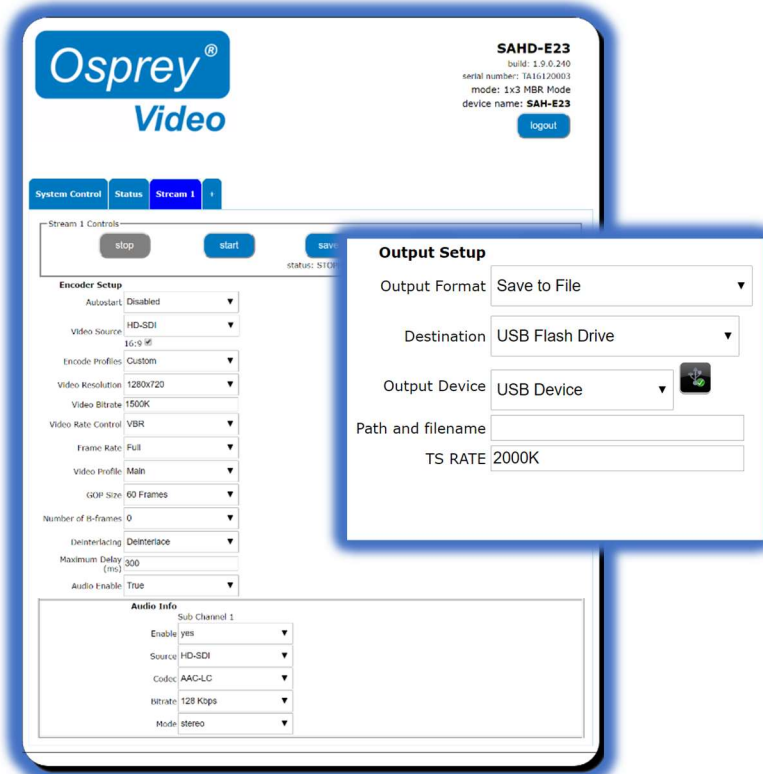 Osprey®
Video
SAHD-E23
build: 1.9.0.240
serial number: TA16120003
mode: 1x3 MBR Mode
device name: SAH-E23
logout
System Control Status Stream 1 +
Stream 1 Controls
stop start save
status: STOP
Encoder Setup
Autostart Disabled
Video Source HD-SDI
16:9
Encode Profiles Custom
Video Resolution 1280x720
Video Bitrate 1500K
Video Rate Control VBR
Frame Rate Full
Video Profile Main
GOP Size 60 Frames
Number of B-frames 0
Deinterlacing Deinterlace
Maximum Delay (ms) 300
Audio Enable True
Audio Info
Sub Channel 1
Enable yes
Source HD-SDI
Codec AAC-LC
Bitrate 128 Kbps
Mode stereo
Output Setup
Output Format Save to File
Destination USB Flash Drive
Output Device USB Device
Path and filename
TS RATE 2000K